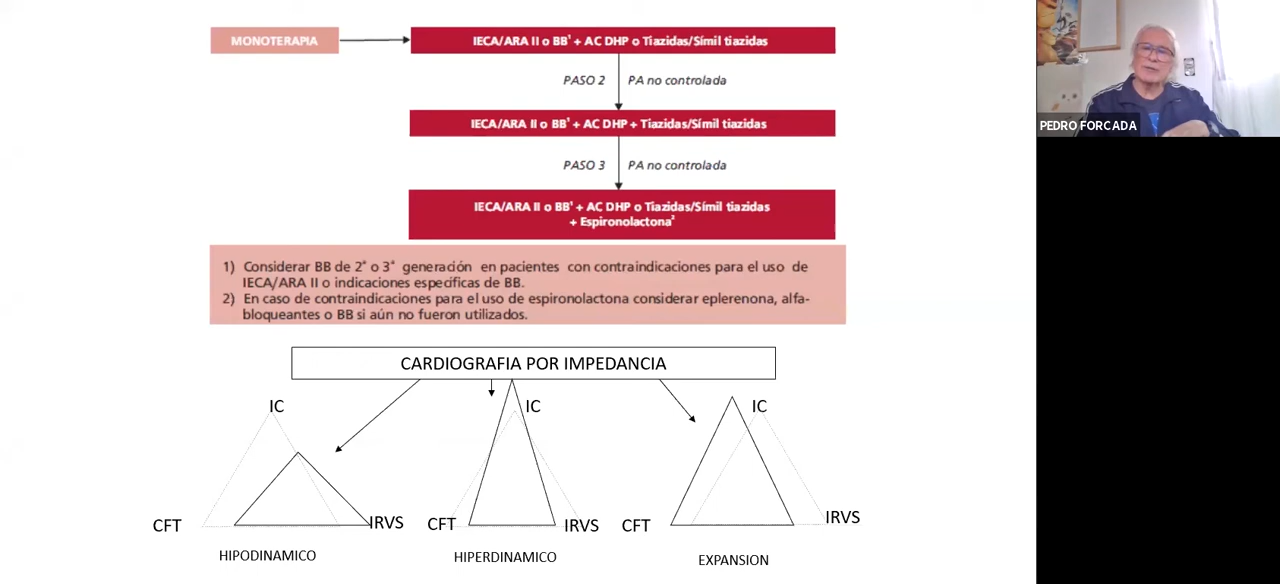 MONOTERAPIA
IECA/ARA II o BB¹ + AC DHP o Tiazidas/Símil tiazidas
PASO 2 PA no controlada
IECA/ARA II o BB¹ + AC DHP + Tiazidas/Símil tiazidas
PASO 3 PA no controlada
IECA/ARA II o BB¹ + AC DHP o Tiazidas/Símil tiazidas
+ Espironolactona²
1) Considerar BB de 2ª o 3ª generación en pacientes con contraindicaciones para el uso de
IECA/ARA II o indicaciones específicas de BB.
2) En caso de contraindicaciones para el uso de espironolactona considerar eplerenona, alfa-
bloqueantes o BB si aún no fueron utilizados.
CARDIOGRAFIA POR IMPEDANCIA
IC
CFT
IRVS
HIPODINAMICO
IC
CFT
IRVS
HIPERDINAMICO
IC
CFT
IRVS
EXPANSION
PEDRO FORCADA